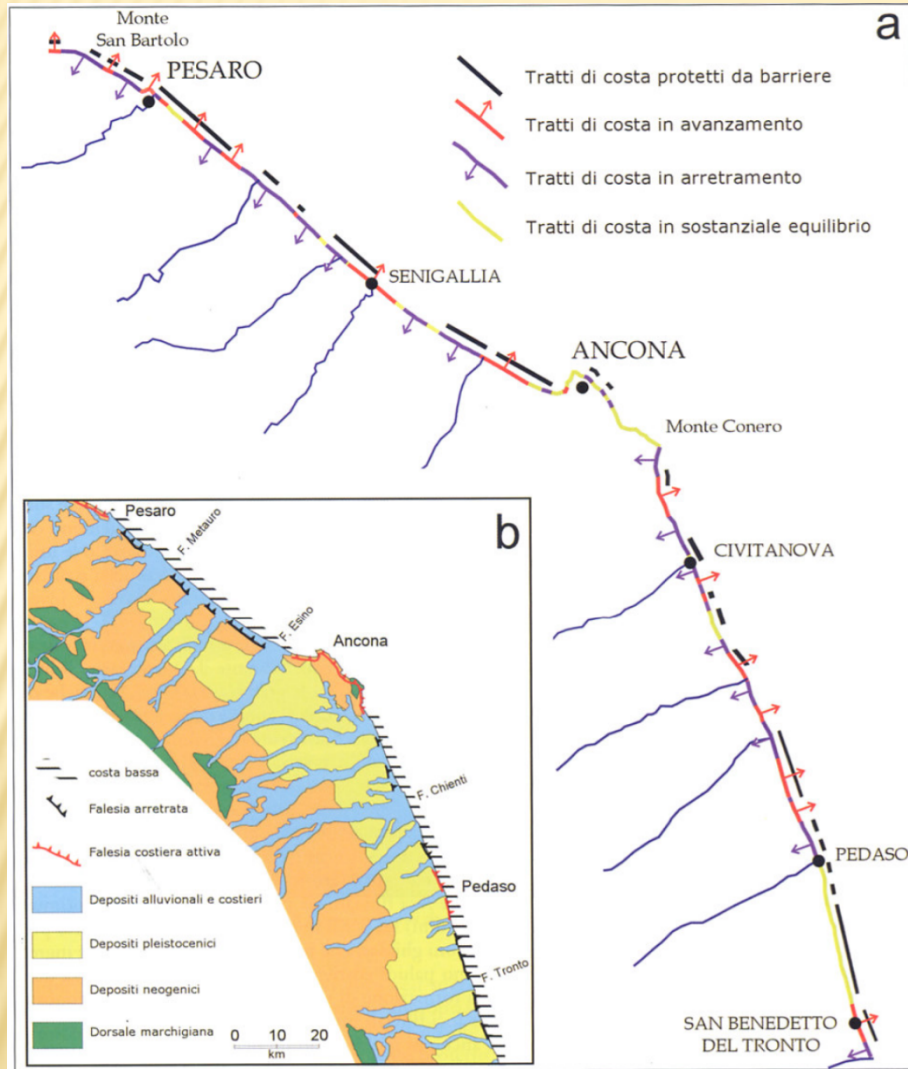 a
Monte
San Bartolo
PESARO
Tratti di costa protetti da barriere
Tratti di costa in avanzamento
Tratti di costa in arretramento
Tratti di costa in sostanziale equilibrio
SENIGALLIA
ANCONA
Monte Conero
CIVITANOVA
PEDASO
SAN BENEDETTO
DEL TRONTO
b
Pesaro
F. Metauro
F. Esino
Ancona
F. Chienti
Pedaso
F. Tronto
costa bassa
Falesia arretrata
Falesia costiera attiva
Depositi alluvionali e costieri
Depositi pleistocenici
Depositi neogenici
Dorsale marchigiana
0 10 20
km